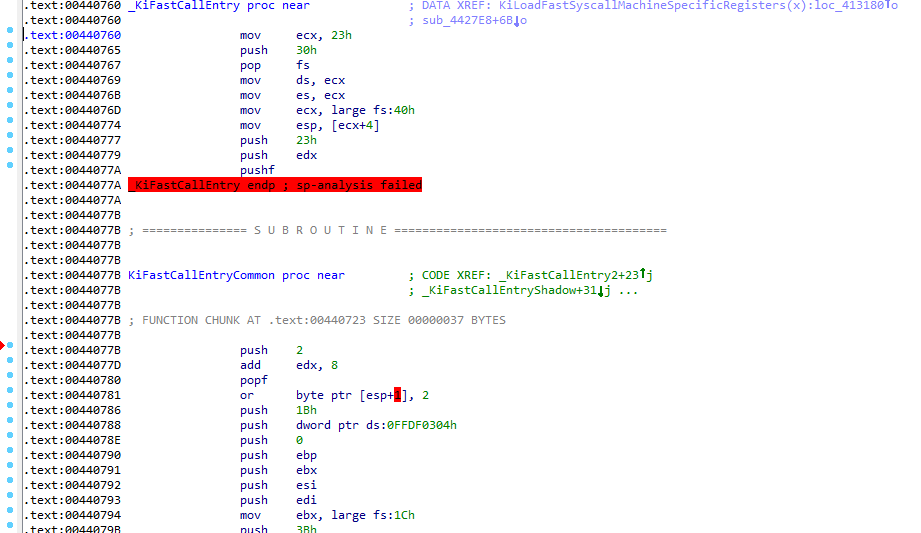 .text:00440760 _KiFastCallEntry proc near ; DATA XREF: KiLoadFastSyscallMachineSpecificRegisters(x):loc_413180↑o
.text:00440760 ; sub_4427E8+6B↓o
.text:00440760 mov ecx, 23h
.text:00440765 push 30h
.text:00440767 pop fs
.text:00440769 mov ds, ecx
.text:0044076B mov es, ecx
.text:0044076D mov ecx, large fs:40h
.text:00440774 mov esp, [ecx+4]
.text:00440777 push 23h
.text:00440779 push edx
.text:0044077A pushf
.text:0044077A _KiFastCallEntry endp ; sp-analysis failed
.text:0044077A
.text:0044077B
.text:0044077B ; =============== S U B R O U T I N E =======================================
.text:0044077B
.text:0044077B
.text:0044077B KiFastCallEntryCommon proc near ; CODE XREF: _KiFastCallEntry2+23↑j
.text:0044077B ; _KiFastCallEntryShadow+31↓j ...
.text:0044077B
.text:0044077B ; FUNCTION CHUNK AT .text:00440723 SIZE 00000037 BYTES
.text:0044077B
.text:0044077B push 2
.text:0044077D add edx, 8
.text:00440780 popf
.text:00440781 or byte ptr [esp+1], 2
.text:00440786 push 1Bh
.text:00440788 push dword ptr ds:0FFDF0304h
.text:0044078E push 0
.text:00440790 push ebp
.text:00440791 push ebx
.text:00440792 push esi
.text:00440793 push edi
.text:00440794 mov ebx, large fs:1Ch
.text:0044079B push 3Bh